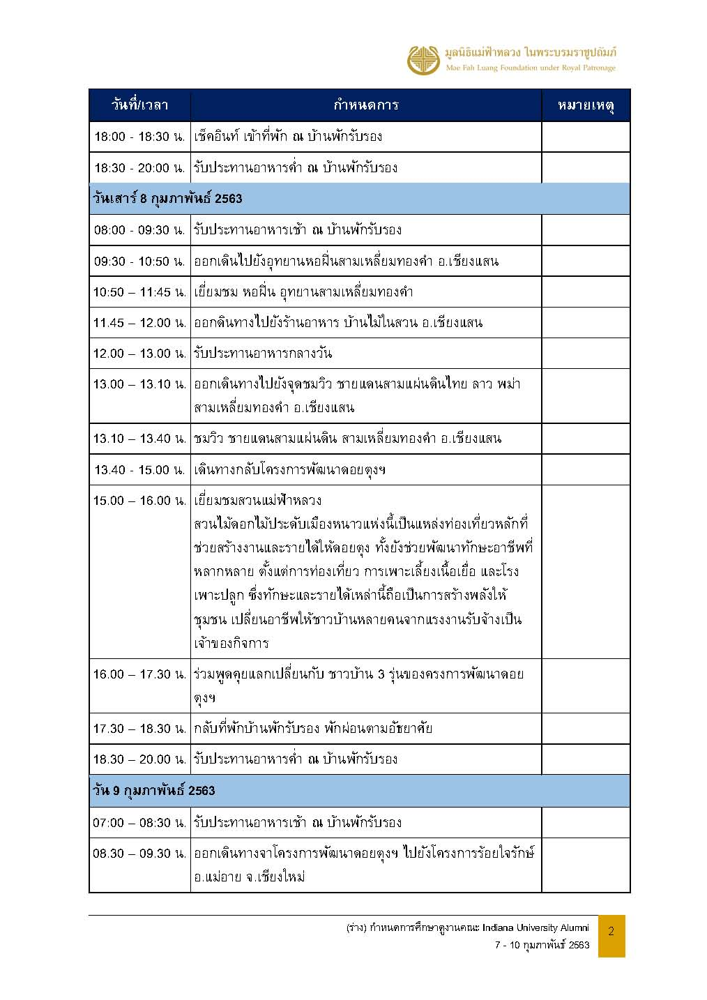 มูลนิธิแม่ฟ้าหลวง ในพระบรมราชูปถัมภ์
Mae Fah Luang Foundation under Royal Patronage
วันที่/เวลา กำหนดการ หมายเหตุ
18:00 - 18:30 น. เช็คอินท์ เข้าที่พัก ณ บ้านพักรับรอง
18:30 - 20:00 น. รับประทานอาหารค่ำ ณ บ้านพักรับรอง
วันเสาร์ 8 กุมภาพันธ์ 2563
08:00 - 09:30 น. รับประทานอาหารเช้า ณ บ้านพักรับรอง
09:30 - 10:50 น. ออกเดินไปยังอุทยานหอฝิ่นสามเหลี่ยมทองคำ อ.เชียงแสน
10:50 – 11:45 น. เยี่ยมชม หอฝิ่น อุทยานสามเหลี่ยมทองคำ
11.45 – 12.00 น. ออกดินทางไปยังร้านอาหาร บ้านไม้ในสวน อ.เชียงแสน
12.00 – 13.00 น. รับประทานอาหารกลางวัน
13.00 – 13.10 น. ออกเดินทางไปยังจุดชมวิว ชายแดนสามแผ่นดินไทย ลาว พม่า
สามเหลี่ยมทองคำ อ.เชียงแสน
13.10 – 13.40 น. ชมวิว ชายแดนสามแผ่นดิน สามเหลี่ยมทองคำ อ.เชียงแสน
13.40 - 15.00 น. เดินทางกลับโครงการพัฒนาดอยตุงฯ
15.00 – 16.00 น. เยี่ยมชมสวนแม่ฟ้าหลวง
สวนไม้ดอกไม้ประดับเมืองหนาวแห่งนี้เป็นแหล่งท่องเที่ยวหลักที่
ช่วยสร้างงานและรายได้ให้ดอยตุง ทั้งยังช่วยพัฒนาทักษะอาชีพที่
หลากหลาย ตั้งแต่การท่องเที่ยว การเพาะเลี้ยงเนื้อเยื่อ และโรง
เพาะปลูก ซึ่งทักษะและรายได้เหล่านี้ถือเป็นการสร้างพลังให้
ชุมชน เปลี่ยนอาชีพให้ชาวบ้านหลายคนจากแรงงานรับจ้างเป็น
เจ้าของกิจการ
16.00 – 17.30 น. ร่วมพูดคุยแลกเปลี่ยนกับ ชาวบ้าน 3 รุ่นของครงการพัฒนาดอย
ตุงฯ
17.30 – 18.30 น. กลับที่พักบ้านพักรับรอง พักผ่อนตามอัธยาศัย
18.30 – 20.00 น. รับประทานอาหารค่ำ ณ บ้านพักรับรอง
วัน 9 กุมภาพันธ์ 2563
07:00 – 08:30 น. รับประทานอาหารเช้า ณ บ้านพักรับรอง
08.30 – 09.30 น. ออกเดินทางจาโครงการพัฒนาดอยตุงฯ ไปยังโครงการร้อยใจรักษ์
อ.แม่อาย จ.เชียงใหม่
(ร่าง) กำหนดการศึกษาดูงานคณะ Indiana University Alumni 2
7 - 10 กุมภาพันธ์ 2563